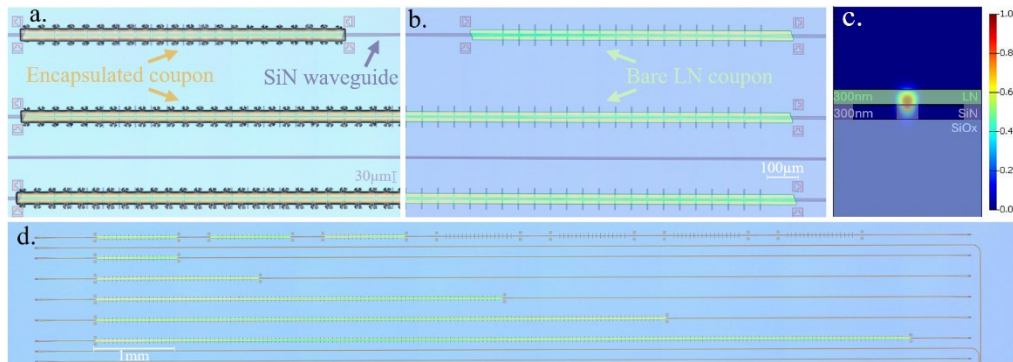 a.
Encapsulated coupon
SiN waveguide
30μm
b.
Bare LN coupon
100μm
c.
300nm LN
300nm SiN
SiOx
1.0
0.8
0.6
0.4
0.2
0.0
d.
1mm